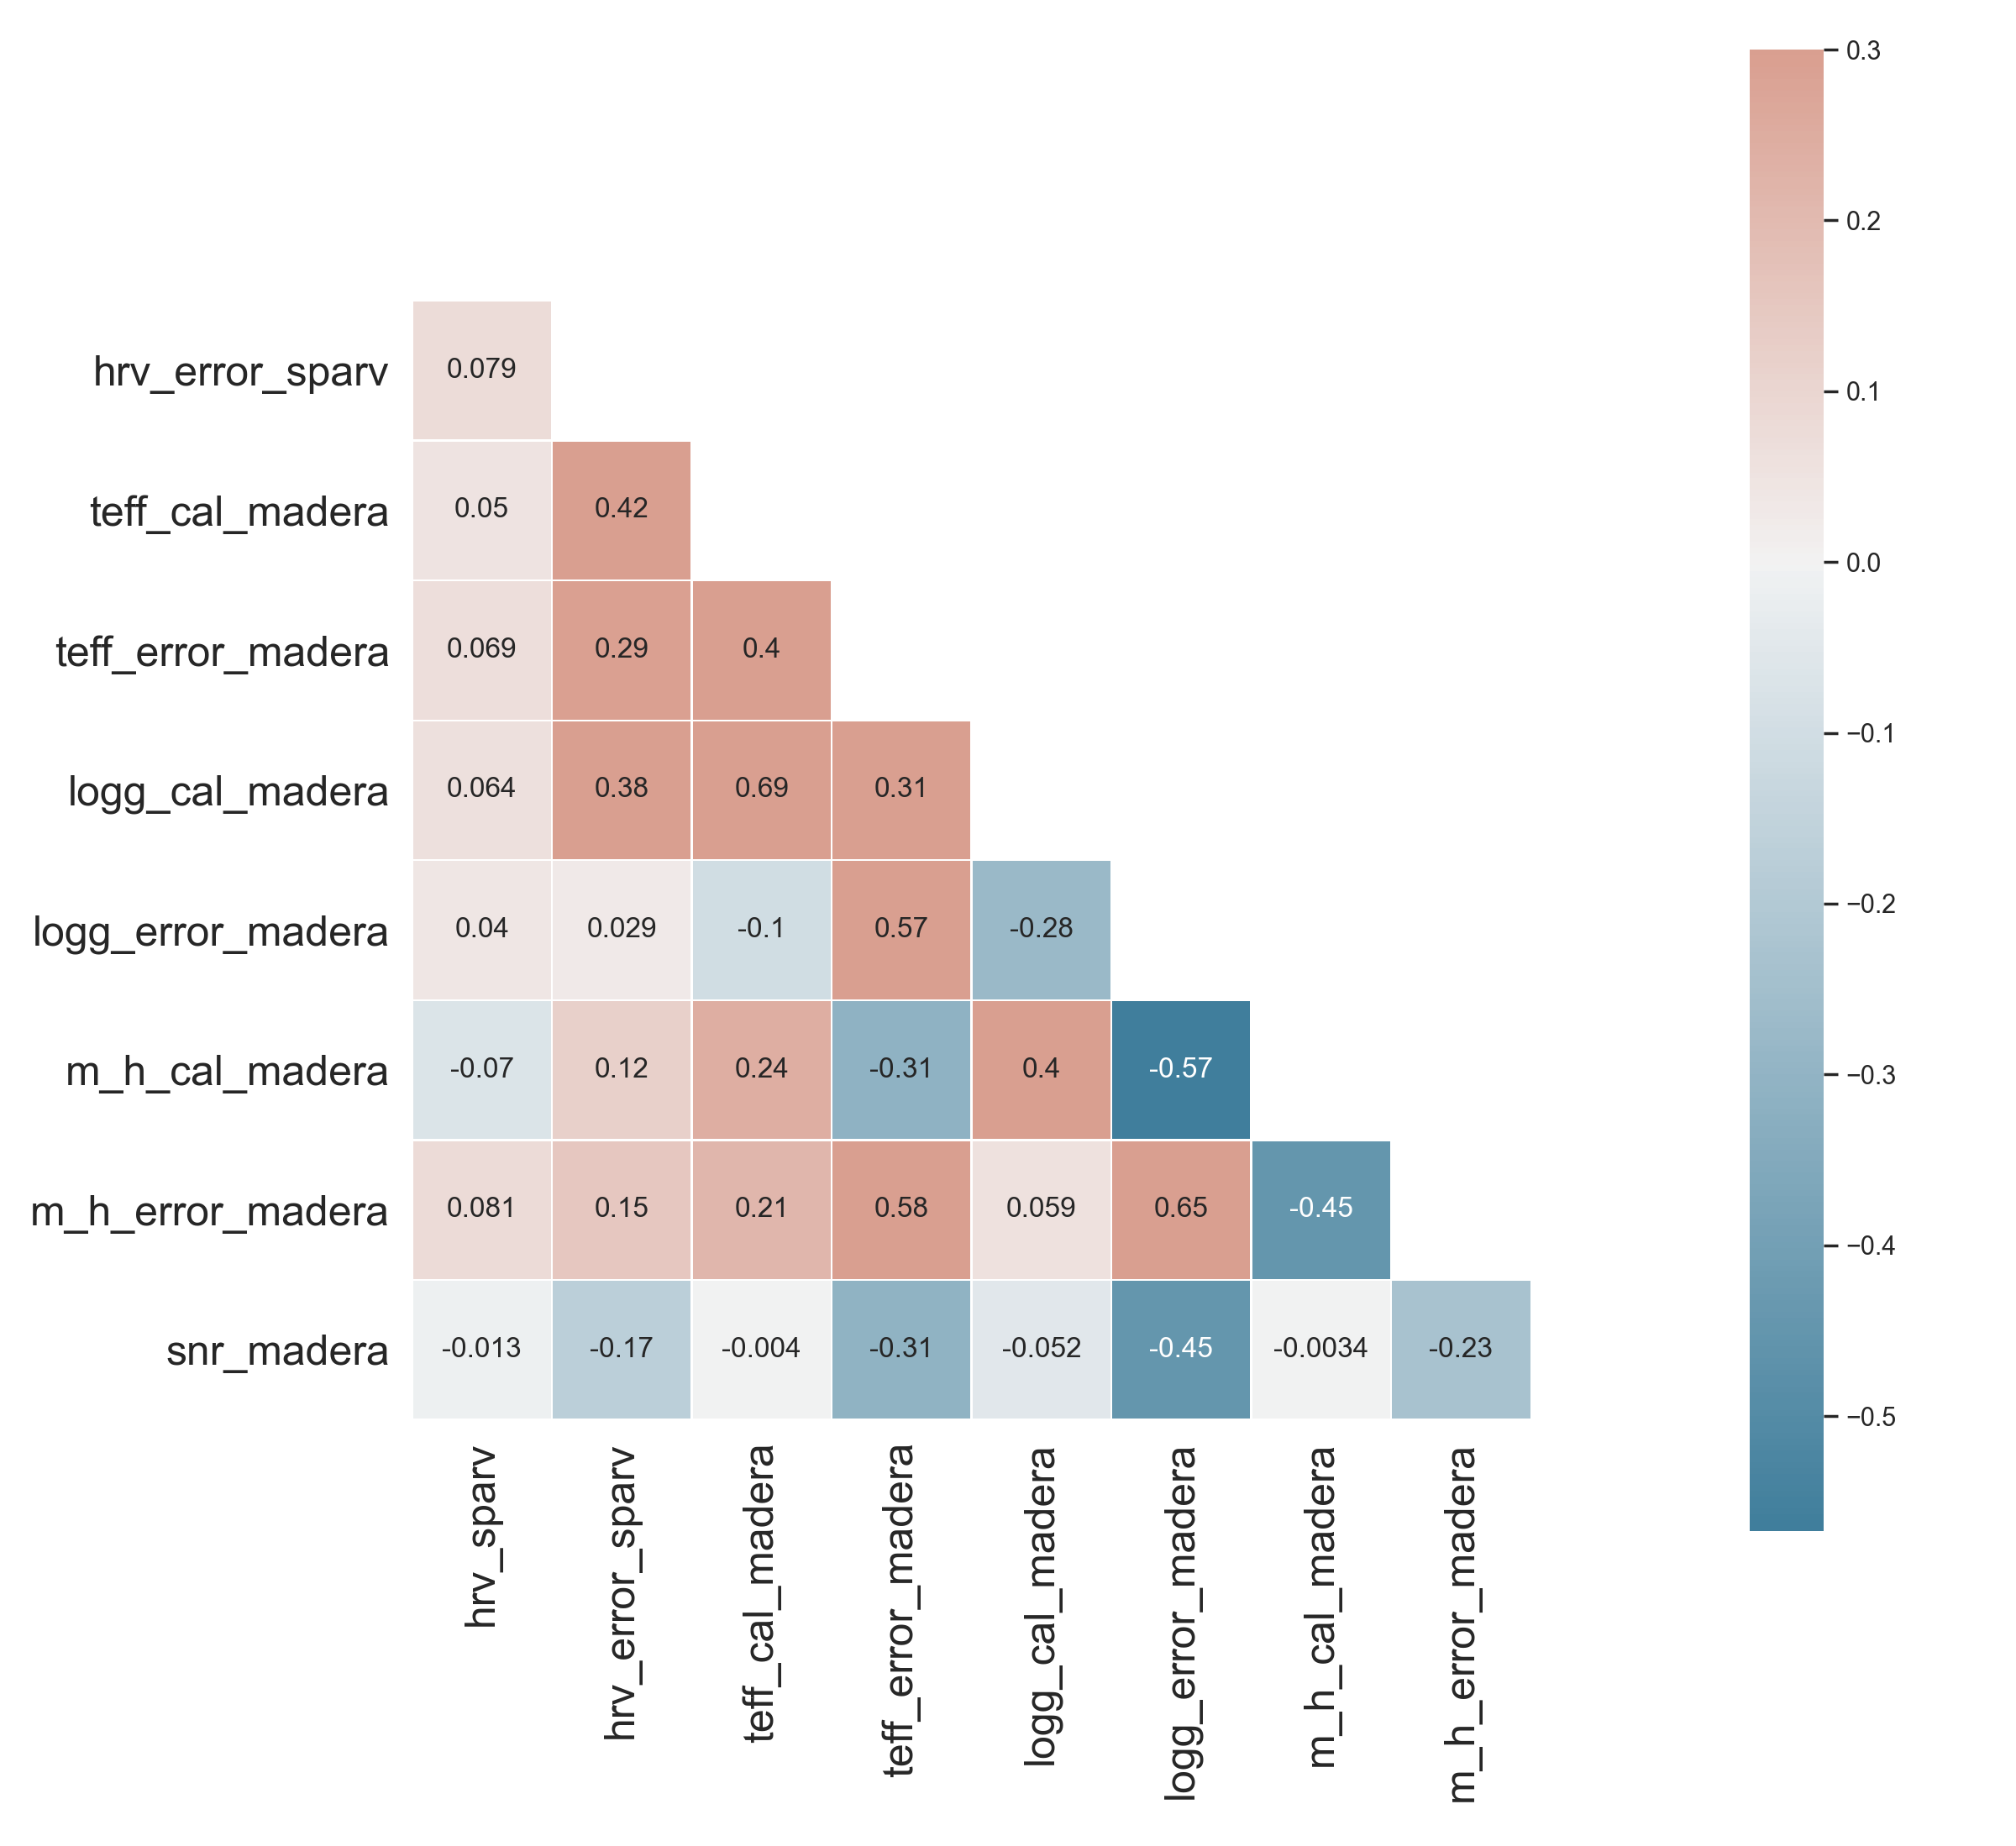 0.3
0.2
0.1
0.0
−0.1
−0.2
−0.3
−0.4
−0.5
hrv_error_sparv 0.079
teff_cal_madera 0.05 0.42
teff_error_madera 0.069 0.29 0.4
logg_cal_madera 0.064 0.38 0.69 0.31
logg_error_madera 0.04 0.029 -0.1 0.57 -0.28
m_h_cal_madera -0.07 0.12 0.24 -0.31 0.4 -0.57
m_h_error_madera 0.081 0.15 0.21 0.58 0.059 0.65 -0.45
snr_madera -0.013 -0.17 -0.004 -0.31 -0.052 -0.45 -0.0034 -0.23
hrv_sparv
hrv_error_sparv
teff_cal_madera
teff_error_madera
logg_cal_madera
logg_error_madera
m_h_cal_madera
m_h_error_madera